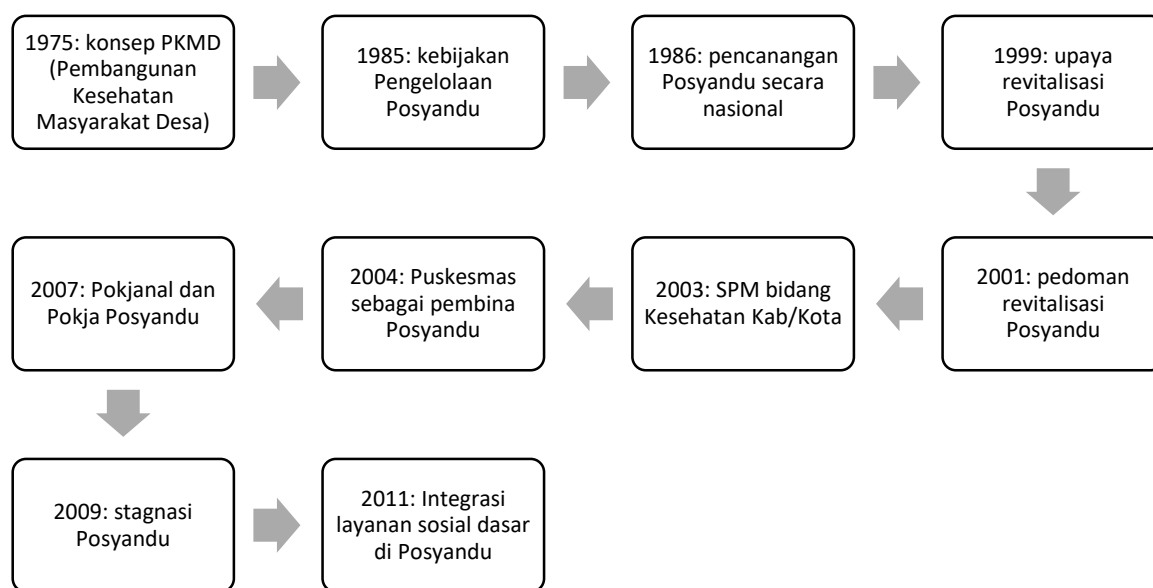 1975: konsep PKMD
(Pembangunan
Kesehatan
Masyarakat Desa)
1985: kebijakan
Pengelolaan
Posyandu
1986: pencanangan
Posyandu secara
nasional
1999: upaya
revitalisasi
Posyandu
2001: pedoman
revitalisasi
Posyandu
2003: SPM bidang
Kesehatan Kab/Kota
2004: Puskesmas
sebagai pembina
Posyandu
2007: Pokjanal dan
Pokja Posyandu
2009: stagnasi
Posyandu
2011: Integrasi
layanan sosial dasar
di Posyandu